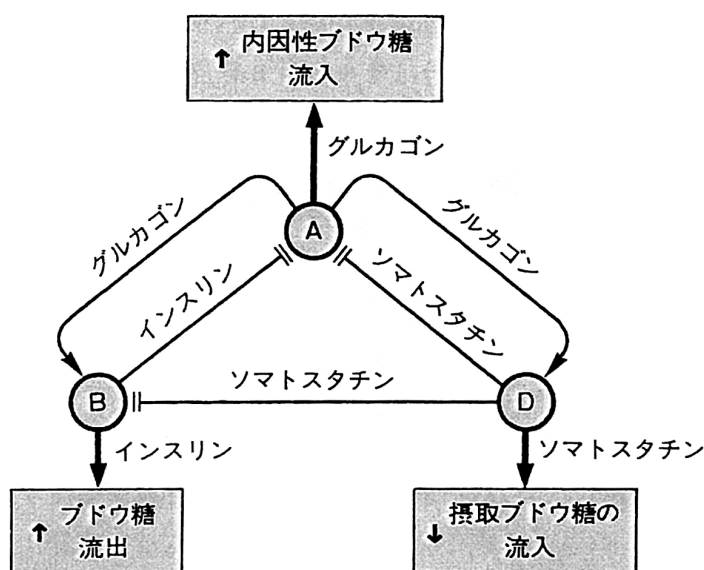 ↑ 内因性ブドウ糖
流入
グルカゴン
グルカゴン
グルカゴン
A
インスリン
ソマトスタチン
ソマトスタチン
B
D
インスリン
ソマトスタチン
↑ ブドウ糖
流出
↓ 摂取ブドウ糖の
流入